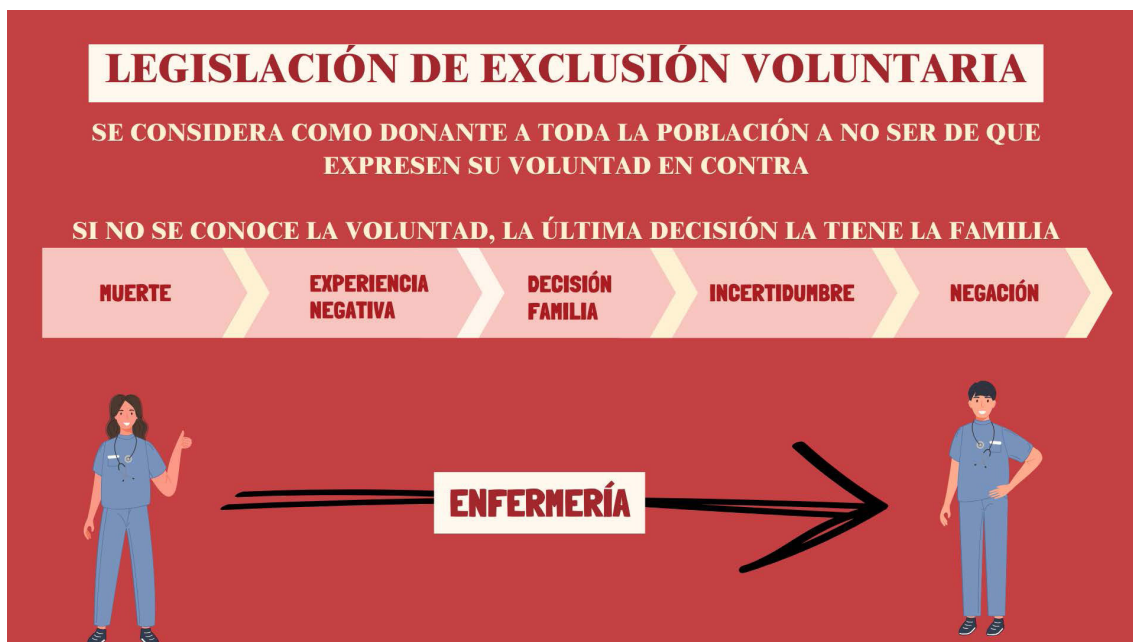 LEGISLACIÓN DE EXCLUSIÓN VOLUNTARIA
SE CONSIDERA COMO DONANTE A TODA LA POBLACIÓN A NO SER DE QUE
EXPRESEN SU VOLUNTAD EN CONTRA
SI NO SE CONOCE LA VOLUNTAD, LA ÚLTIMA DECISIÓN LA TIENE LA FAMILIA
MUERTE
EXPERIENCIA
NEGATIVA
DECISIÓN
FAMILIA
INCERTIDUMBRE
NEGACIÓN
ENFERMERÍA